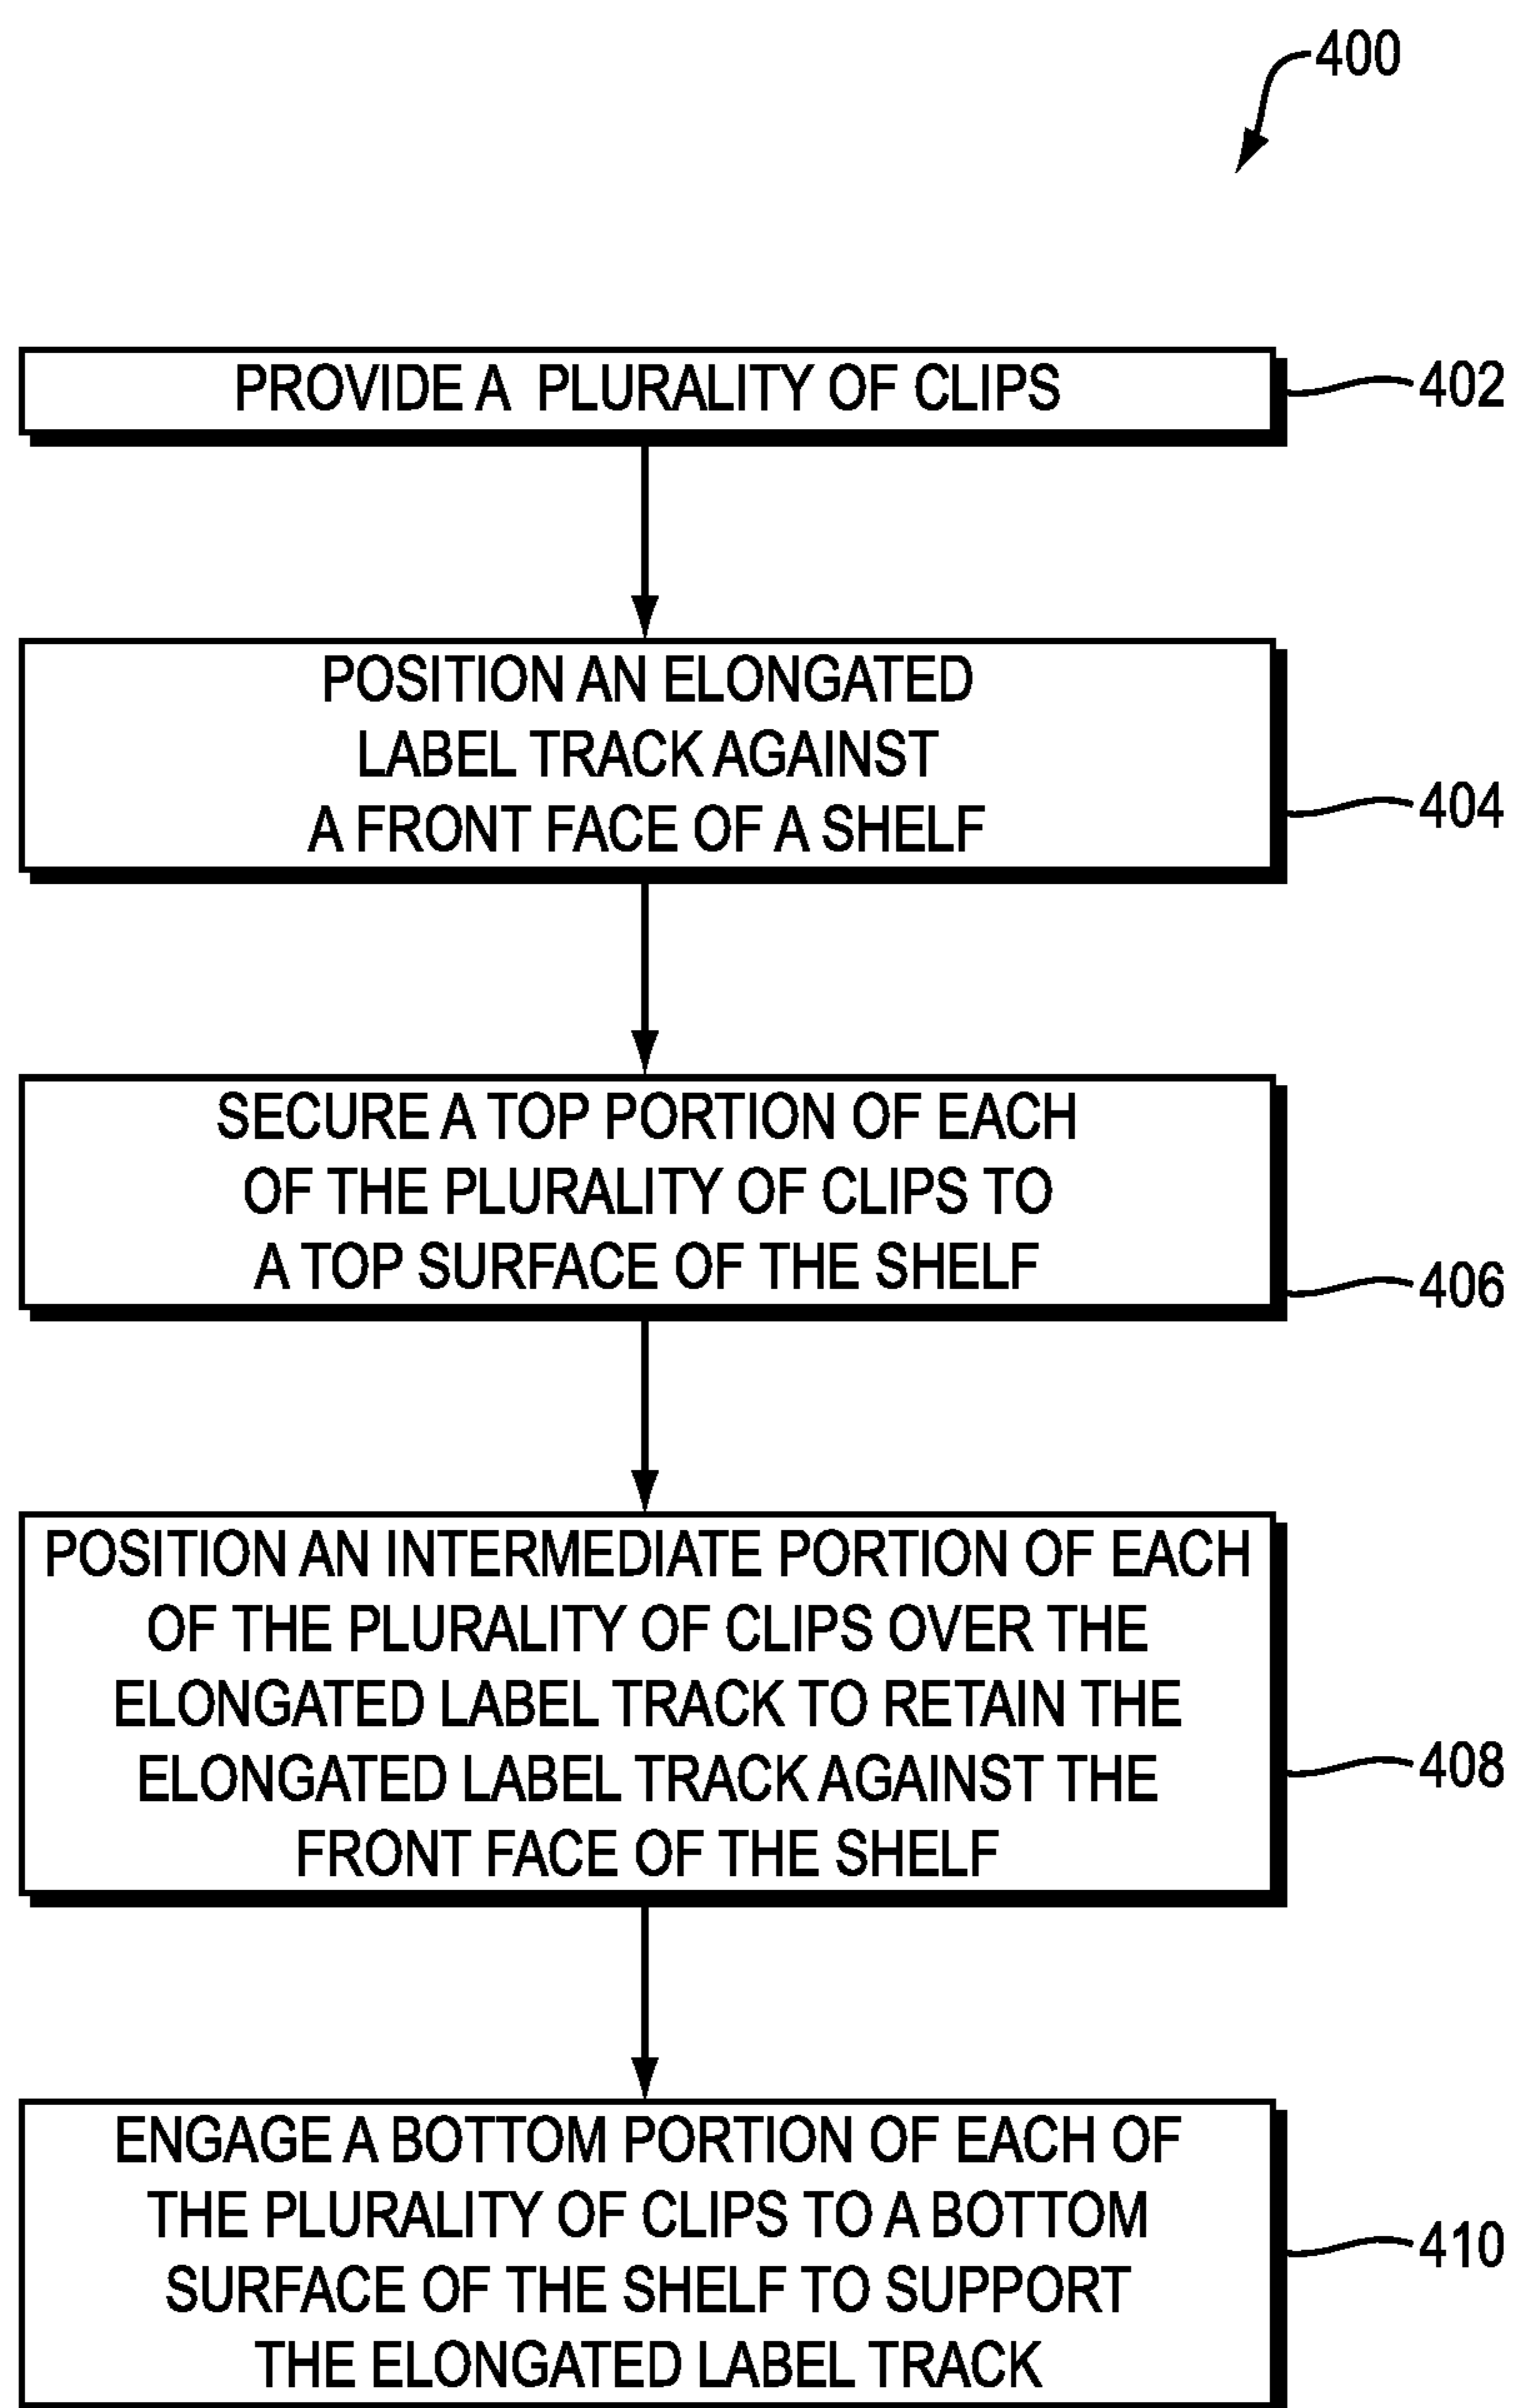 400
PROVIDE A PLURALITY OF CLIPS
402
POSITION AN ELONGATED
LABEL TRACK AGAINST
A FRONT FACE OF A SHELF
404
SECURE A TOP PORTION OF EACH
OF THE PLURALITY OF CLIPS TO
A TOP SURFACE OF THE SHELF
406
POSITION AN INTERMEDIATE PORTION OF EACH
OF THE PLURALITY OF CLIPS OVER THE
ELONGATED LABEL TRACK TO RETAIN THE
ELONGATED LABEL TRACK AGAINST THE
FRONT FACE OF THE SHELF
408
ENGAGE A BOTTOM PORTION OF EACH OF
THE PLURALITY OF CLIPS TO A BOTTOM
SURFACE OF THE SHELF TO SUPPORT
THE ELONGATED LABEL TRACK
410